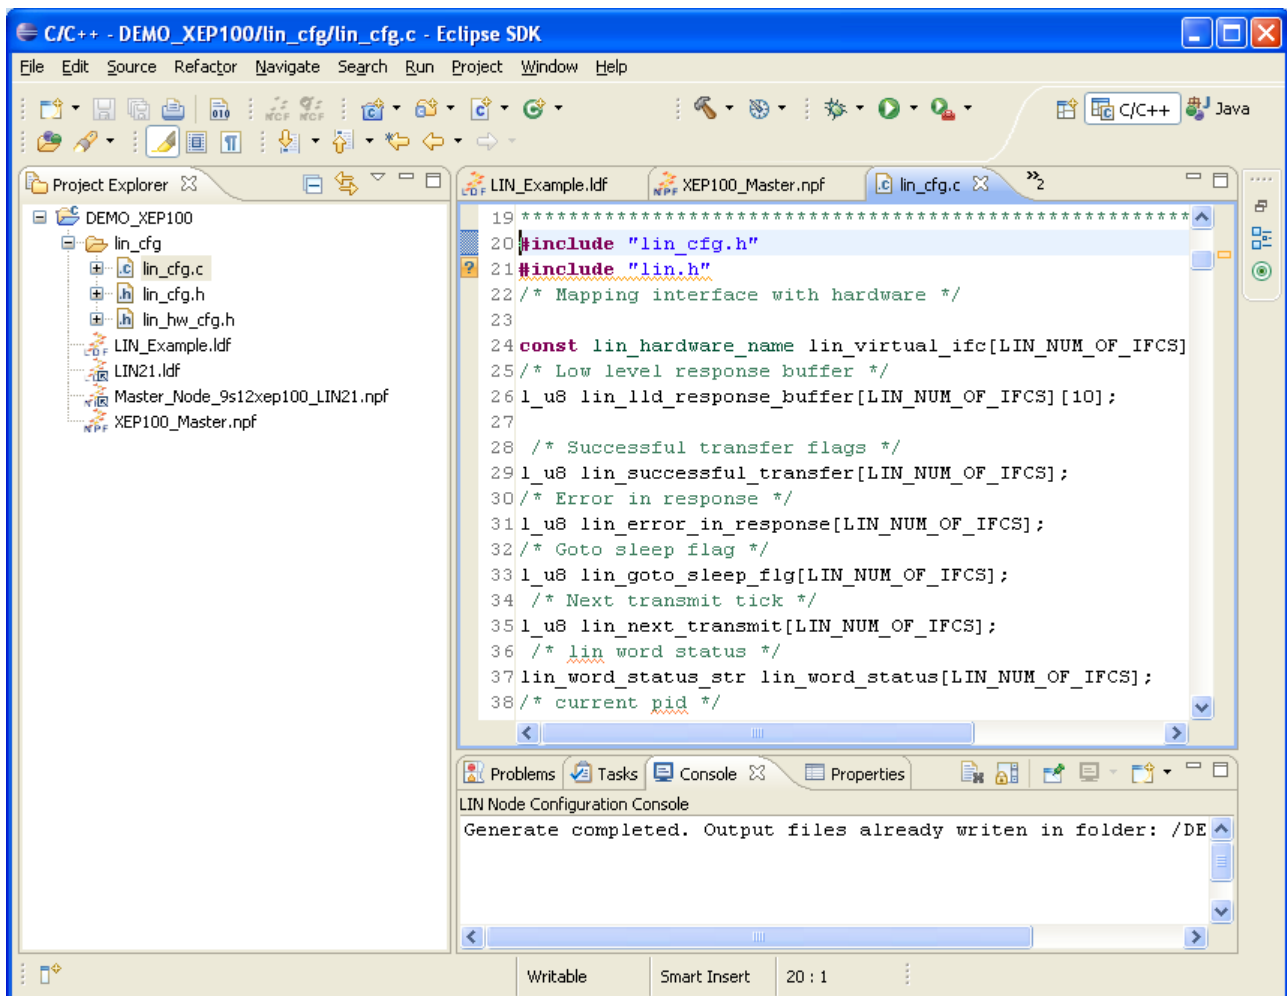 C/C++ - DEMO_XEP100/lin_cfg/lin_cfg.c - Eclipse SDK
File Edit Source Refactor Navigate Search Run Project Window Help
C/C++ Java
Project Explorer
DEMO_XEP100
lin_cfg
lin_cfg.c
lin_cfg.h
lin_hw_cfg.h
LIN_Example.ldf
LIN21.ldf
Master_Node_9s12xep100_LIN21.npf
XEP100_Master.npf
LIN_Example.ldf XEP100_Master.npf lin_cfg.c »2
19 ********************************************************
20 #include "lin_cfg.h"
21 #include "lin.h"
22 /* Mapping interface with hardware */
23
24 const lin_hardware_name lin_virtual_ifc[LIN_NUM_OF_IFCS]
25 /* Low level response buffer */
26 l_u8 lin_lld_response_buffer[LIN_NUM_OF_IFCS][10];
27
28 /* Successful transfer flags */
29 l_u8 lin_successful_transfer[LIN_NUM_OF_IFCS];
30 /* Error in response */
31 l_u8 lin_error_in_response[LIN_NUM_OF_IFCS];
32 /* Goto sleep flag */
33 l_u8 lin_goto_sleep_flg[LIN_NUM_OF_IFCS];
34 /* Next transmit tick */
35 l_u8 lin_next_transmit[LIN_NUM_OF_IFCS];
36 /* lin word status */
37 lin_word_status_str lin_word_status[LIN_NUM_OF_IFCS];
38 /* current pid */
Problems Tasks Console Properties
LIN Node Configuration Console
Generate completed. Output files already writen in folder: /DE
Writable Smart Insert 20 : 1